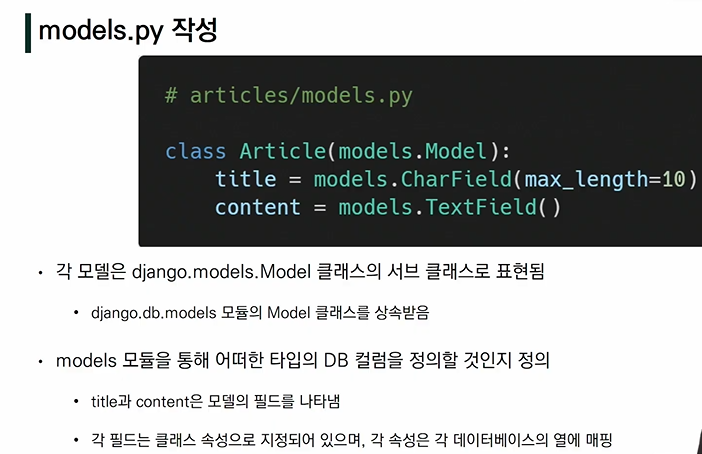 models.py 작성
# articles/models.py
class Article(models.Model):
title = models.CharField(max_length=10)
content = models.TextField()
• 각 모델은 django.models.Model 클래스의 서브 클래스로 표현됨
• django.db.models 모듈의 Model 클래스를 상속받음
• models 모듈을 통해 어떠한 타입의 DB 컬럼을 정의할 것인지 정의
• title과 content은 모델의 필드를 나타냄
• 각 필드는 클래스 속성으로 지정되어 있으며, 각 속성은 각 데이터베이스의 열에 매핑